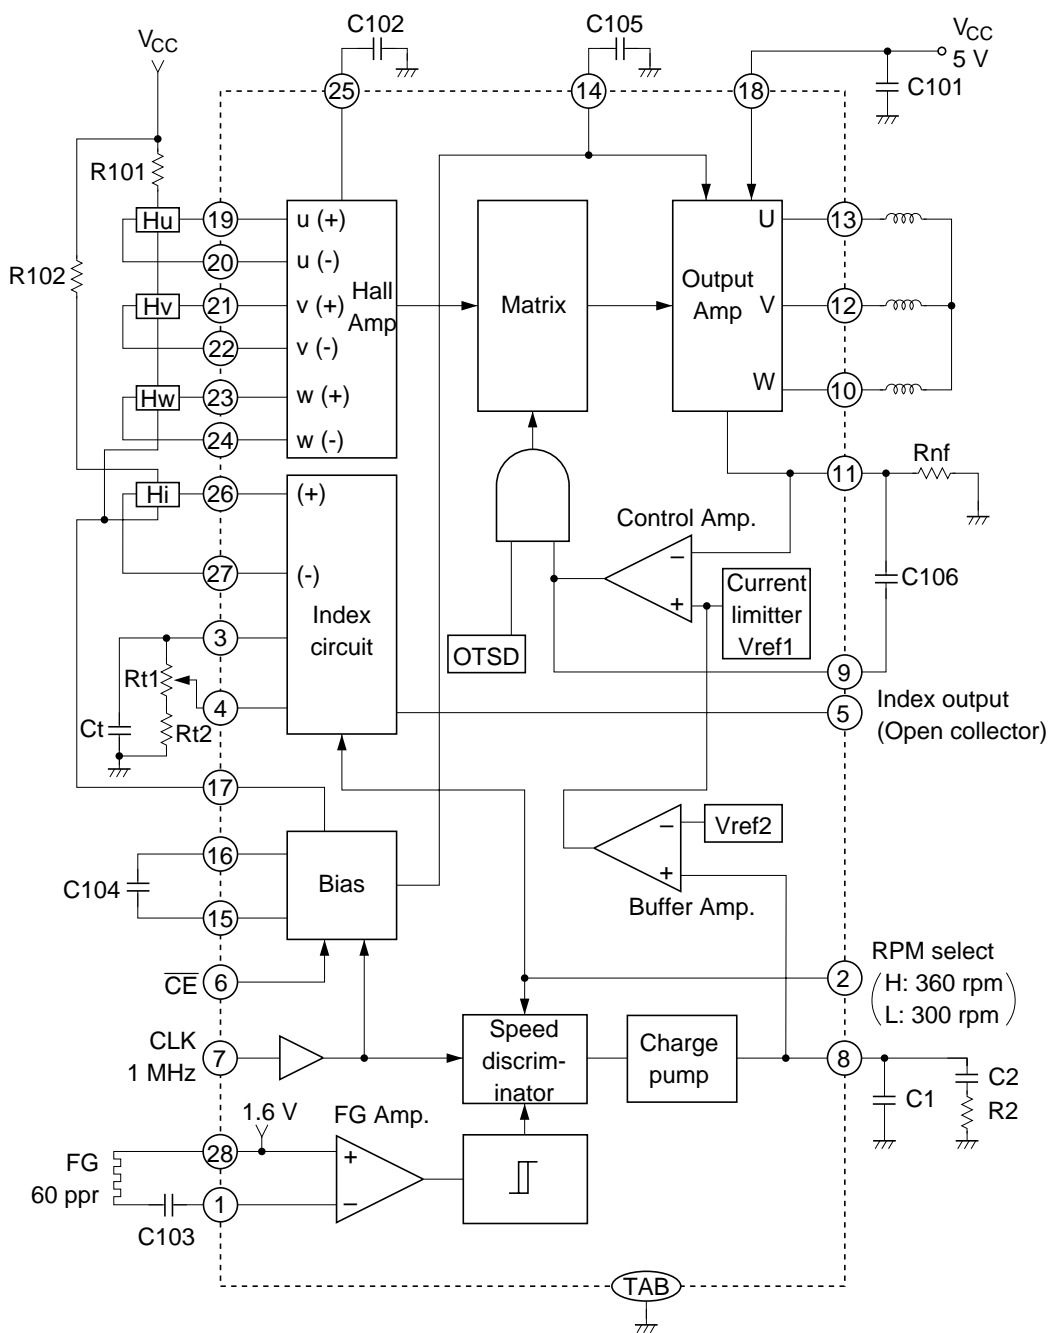 C102
C105
VCC
VCC
5 V
25
14
18
C101
R101
Hu
19
u (+)
U
13
20
u (-)
R102
Hall
Amp
Matrix
Output
Amp
Hv
21
v (+)
V
12
22
v (-)
Hw
23
w (+)
W
10
24
w (-)
11
Rnf
Hi
26
(+)
Control Amp.
−
27
(-)
+
Current
limitter
Vref1
C106
Index
circuit
3
OTSD
9
Rt1
4
5
Index output
(Open collector)
Ct
Rt2
17
−
Vref2
16
Bias
+
C104
15
Buffer Amp.
CE
6
2
RPM select
(H: 360 rpm
L: 300 rpm)
CLK
1 MHz
7
Speed
discrim-
inator
Charge
pump
8
C2
C1
R2
1.6 V
FG Amp.
28
+
FG
60 ppr
1
−
C103
TAB